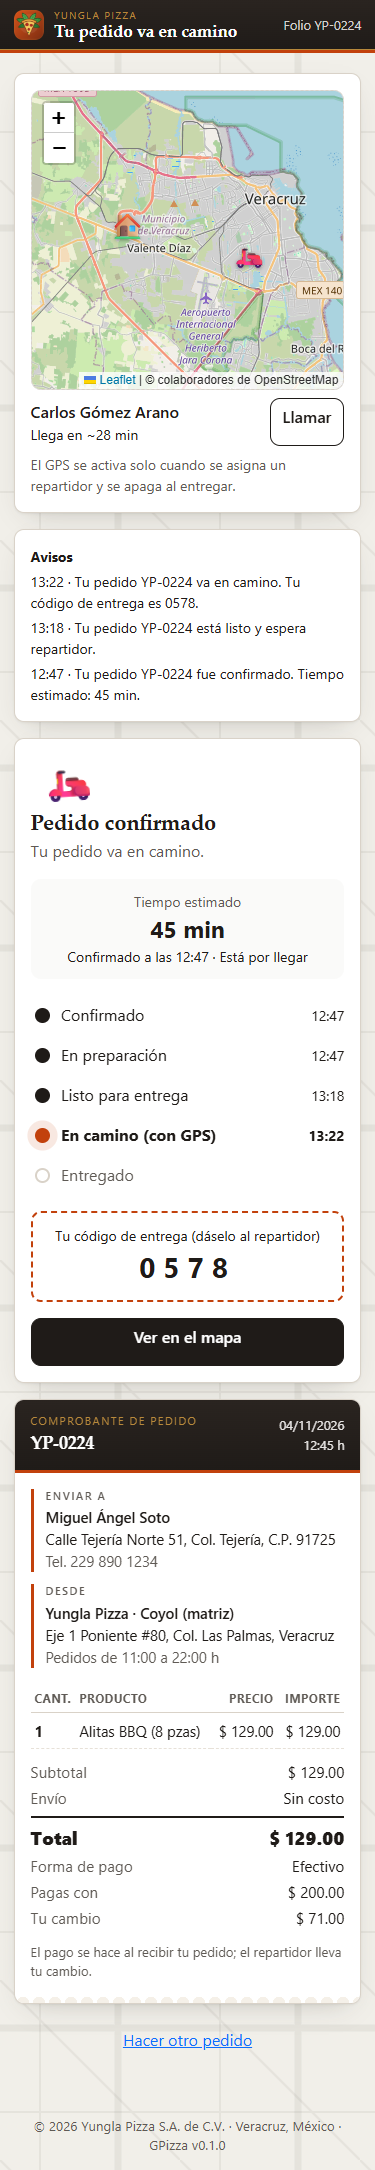 YUNGLA PIZZA
Tu pedido va en camino
Folio YP-0224
+
−
Veracruz
Municipio
de Veracruz
Valente Díaz
MEX 140
Aeropuerto
Internacional
General
Heriberto
Jara Corona
Boca del R
Leaflet | © colaboradores de OpenStreetMap
Carlos Gómez Arano
Llega en ~28 min
Llamar
El GPS se activa solo cuando se asigna un
repartidor y se apaga al entregar.
Avisos
13:22 · Tu pedido YP-0224 va en camino. Tu
código de entrega es 0578.
13:18 · Tu pedido YP-0224 está listo y espera
repartidor.
12:47 · Tu pedido YP-0224 fue confirmado. Tiempo
estimado: 45 min.
Pedido confirmado
Tu pedido va en camino.
Tiempo estimado
45 min
Confirmado a las 12:47 · Está por llegar
Confirmado 12:47
En preparación 12:47
Listo para entrega 13:18
En camino (con GPS) 13:22
Entregado
Tu código de entrega (dáselo al repartidor)
0578
Ver en el mapa
COMPROBANTE DE PEDIDO
YP-0224
04/11/2026
12:45 h
ENVIAR A
Miguel Ángel Soto
Calle Tejería Norte 51, Col. Tejería, C.P. 91725
Tel. 229 890 1234
DESDE
Yungla Pizza · Coyol (matriz)
Eje 1 Poniente #80, Col. Las Palmas, Veracruz
Pedidos de 11:00 a 22:00 h
CANT. PRODUCTO PRECIO IMPORTE
1 Alitas BBQ (8 pzas) $ 129.00 $ 129.00
Subtotal $ 129.00
Envío Sin costo
Total $ 129.00
Forma de pago Efectivo
Pagas con $ 200.00
Tu cambio $ 71.00
El pago se hace al recibir tu pedido; el repartidor lleva
tu cambio.
Hacer otro pedido
© 2026 Yungla Pizza S.A. de C.V. · Veracruz, México ·
GPizza v0.1.0